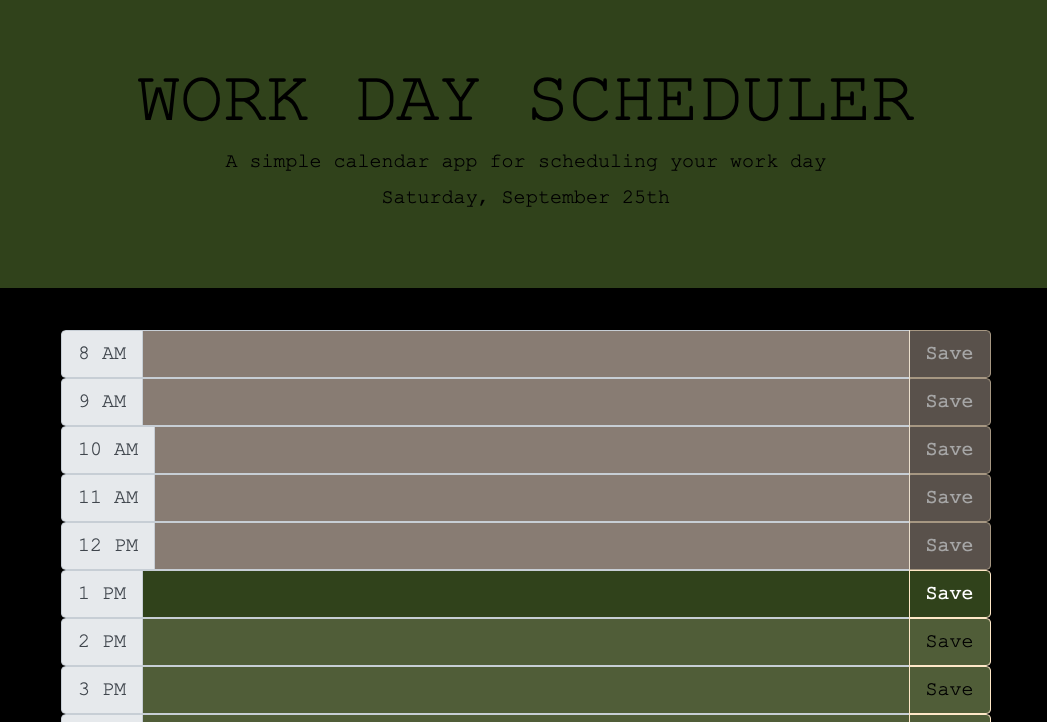 WORK DAY SCHEDULER
A simple calendar app for scheduling your work day
Saturday, September 25th
8 AM Save
9 AM Save
10 AM Save
11 AM Save
12 PM Save
1 PM Save
2 PM Save
3 PM Save